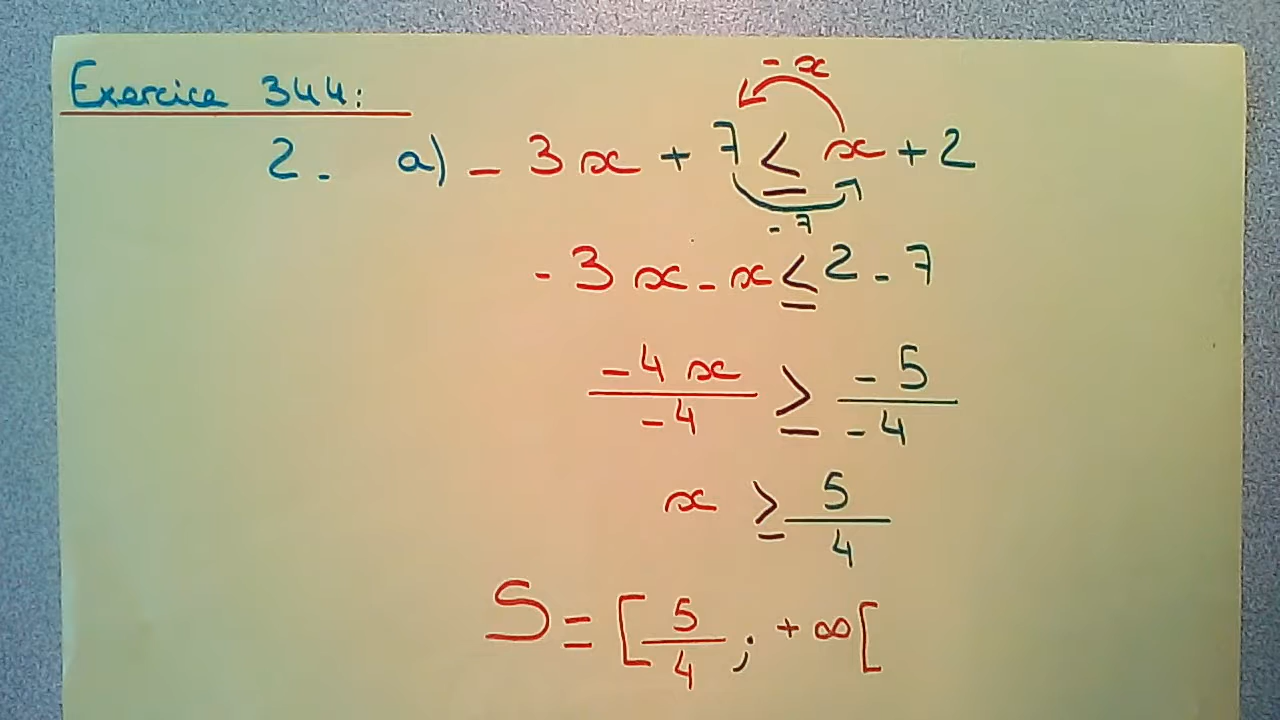 Exercice 344:
- x
2. a) - 3x + 7 ≤ x + 2
- 7
- 3x - x ≤ 2 - 7
-4x/-4 ≥ -5/-4
x ≥ 5/4
S = [5/4 ; +∞[